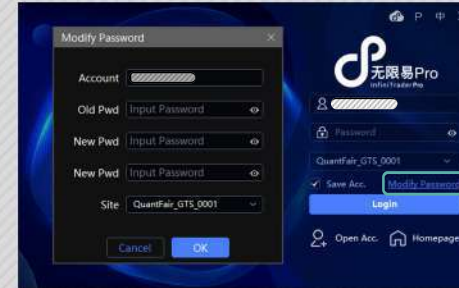 P 中
Modify Password
Account
Old Pwd Input Password
New Pwd Input Password
New Pwd Input Password
Site QuantFair_GTS_0001
Cancel OK
无限易Pro
InfiniTraderPro
Password
QuantFair_GTS_0001
Save Acc. Modify Password
Login
Open Acc. Homepage